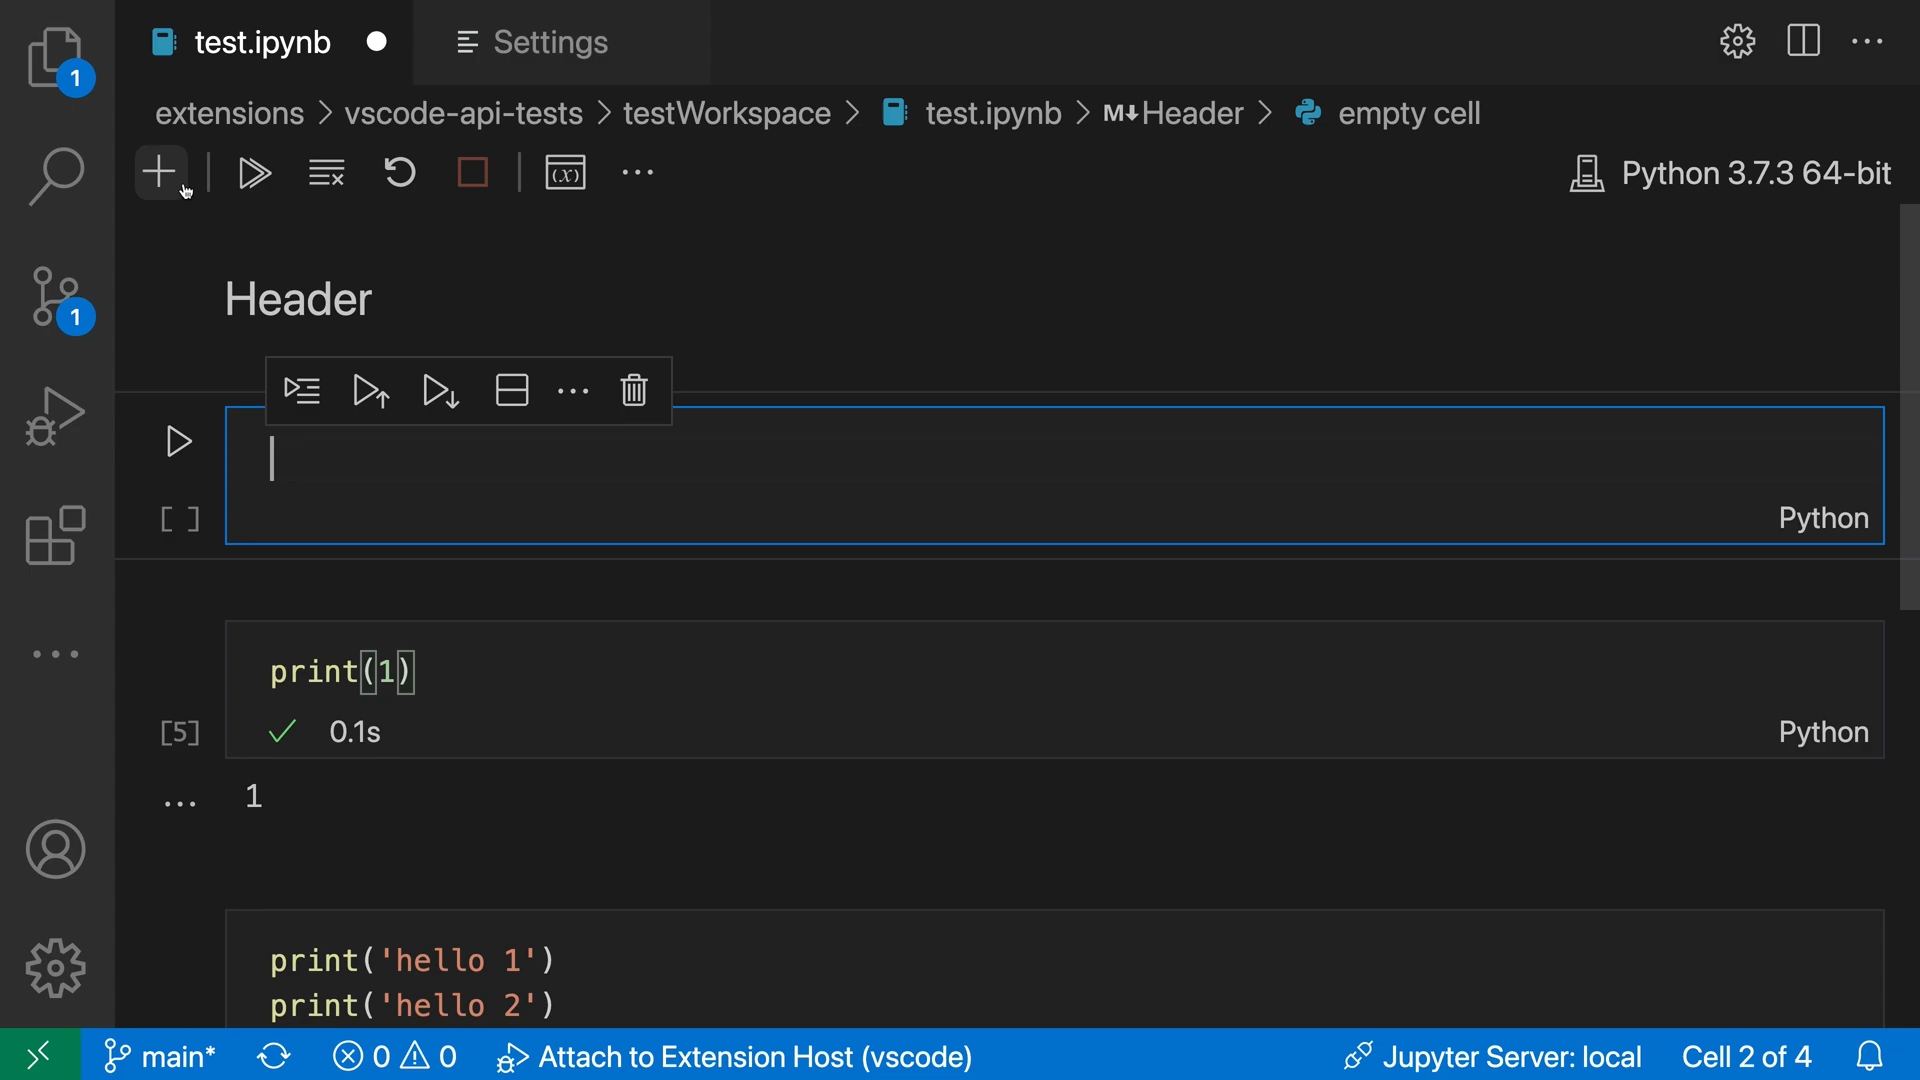 test.ipynb
Settings
1
extensions > vscode-api-tests > testWorkspace > test.ipynb > M↓Header > empty cell
(x)
Python 3.7.3 64-bit
1
Header
[ ]
Python
print(1)
[5]
0.1s
Python
... 1
print('hello 1')
print('hello 2')
main* 0 0 Attach to Extension Host (vscode) Jupyter Server: local Cell 2 of 4